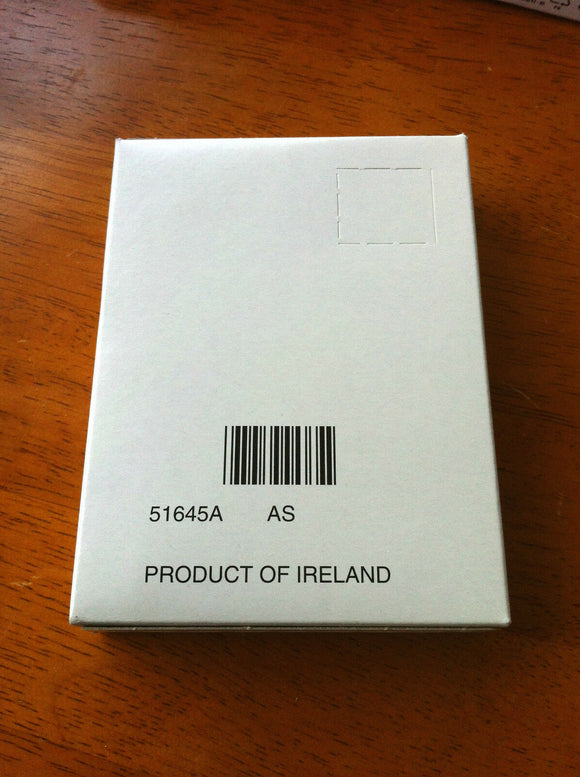 51645A AS
PRODUCT OF IRELAND